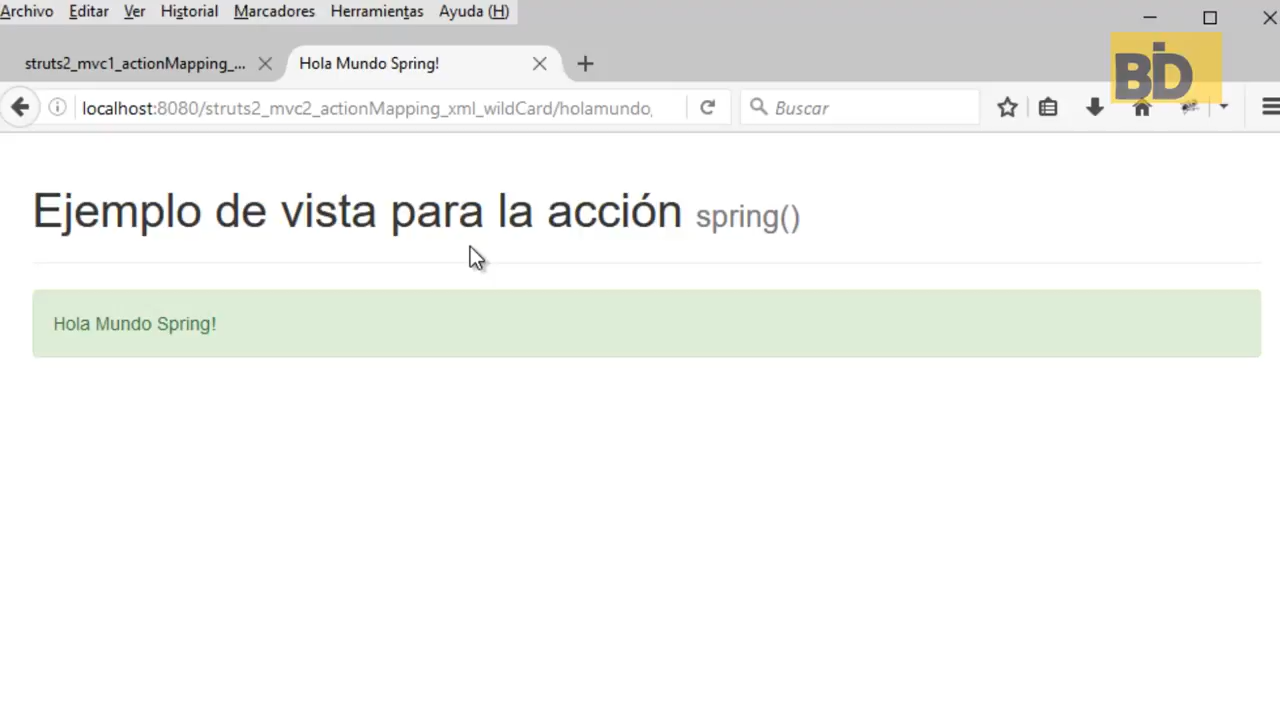 Archivo Editar Ver Historial Marcadores Herramientas Ayuda (H)
struts2_mvc1_actionMapping_... Hola Mundo Spring!
BD
localhost:8080/struts2_mvc2_actionMapping_xml_wildCard/holamundo_ Buscar
Ejemplo de vista para la acción spring()
Hola Mundo Spring!